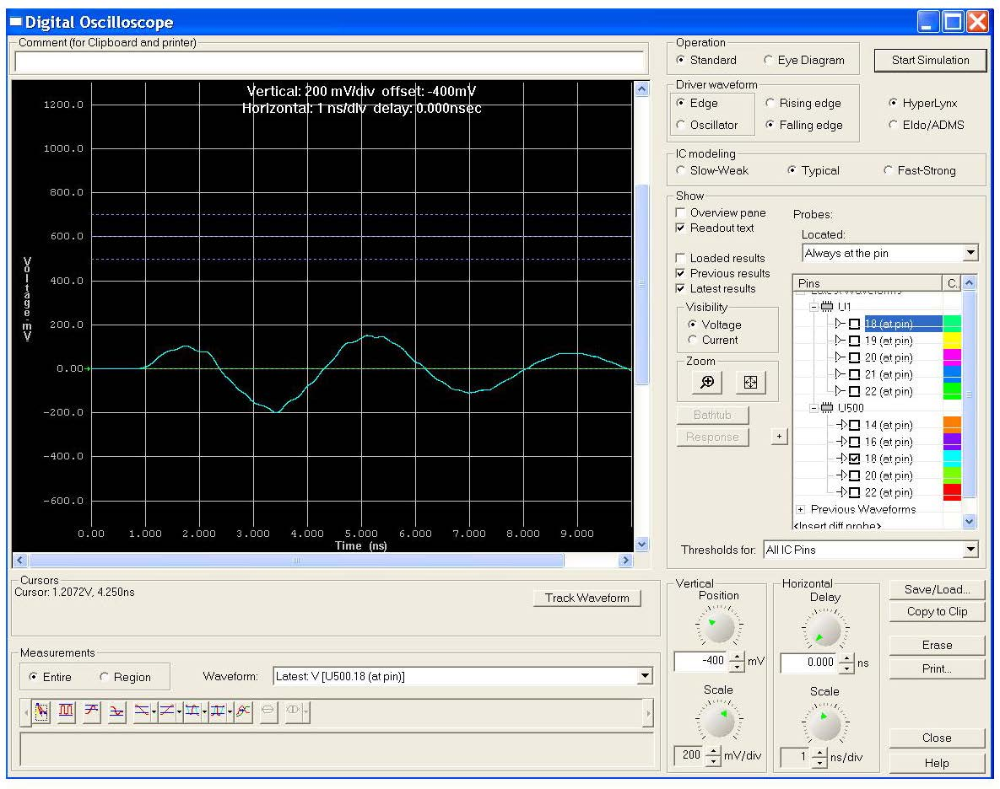 Digital Oscilloscope
Comment (for Clipboard and printer)
Vertical: 200 mV/div offset: -400mV
Horizontal: 1 ns/div delay: 0.000nsec
1200.0
1000.0
800.0
600.0
400.0
200.0
0.00
-200.0
-400.0
-600.0
Voltage-mV
0.00 1.000 2.000 3.000 4.000 5.000 6.000 7.000 8.000 9.000
Time (ns)
Operation
Standard Eye Diagram
Start Simulation
Driver waveform
Edge Rising edge
Oscillator Falling edge
HyperLynx
Eldo/ADMS
IC modeling
Slow-Weak Typical Fast-Strong
Show
Overview pane
Readout text
Loaded results
Previous results
Latest results
Visibility
Voltage
Current
Zoom
Bathtub
Response
+
Probes:
Located:
Always at the pin
Pins C..
Latest Waveforms
U1
18 (at pin)
19 (at pin)
20 (at pin)
21 (at pin)
22 (at pin)
U500
14 (at pin)
16 (at pin)
18 (at pin)
20 (at pin)
22 (at pin)
Previous Waveforms
<Insert diff probe>
Thresholds for: All IC Pins
Cursors
Cursor: 1.2072V, 4.250ns
Track Waveform
Measurements
Entire Region
Waveform: Latest: V [U500.18 (at pin)]
Vertical
Position
-400 mV
Scale
200 mV/div
Horizontal
Delay
0.000 ns
Scale
1 ns/div
Save/Load...
Copy to Clip
Erase
Print...
Close
Help